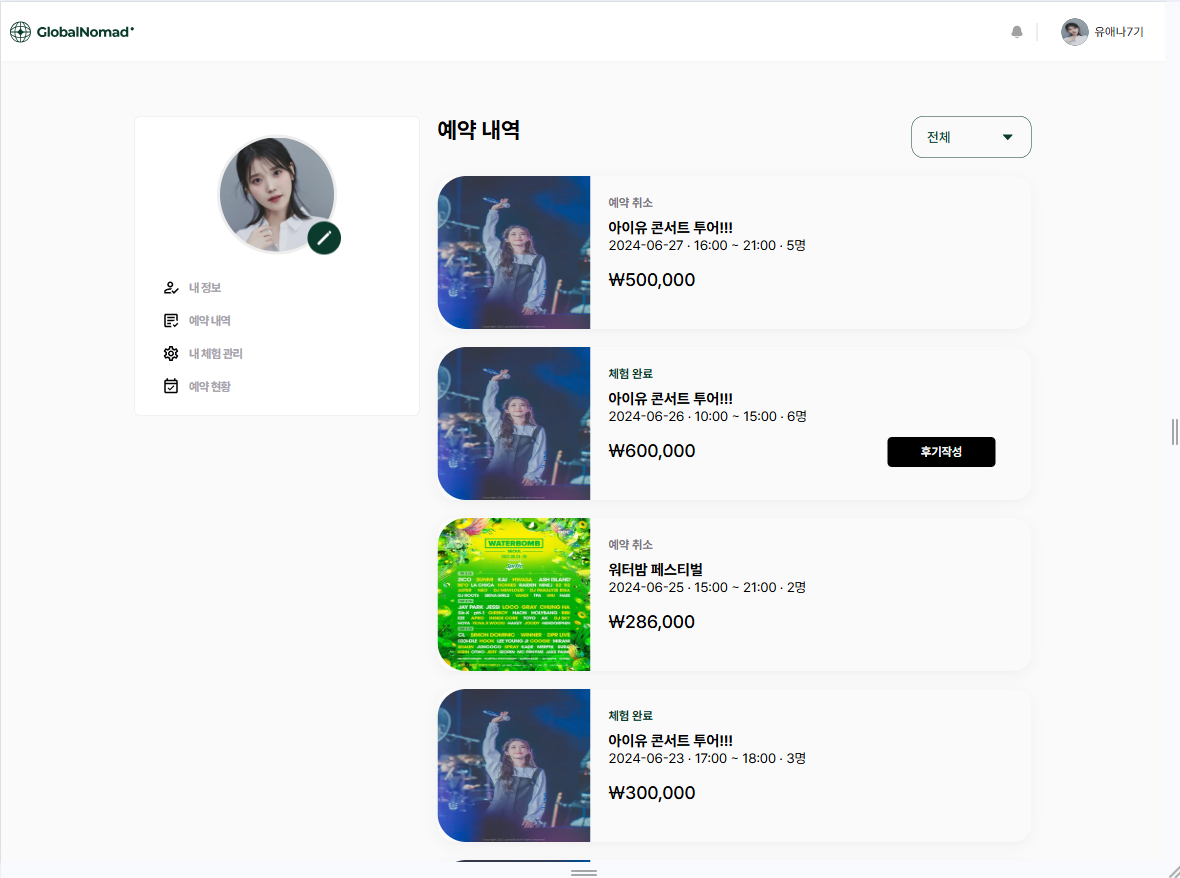 GlobalNomad
유애나7기
내 정보
예약 내역
내 체험 관리
예약 현황
예약 내역
전체
예약 취소
아이유 콘서트 투어!!!
2024-06-27 · 16:00 ~ 21:00 · 5명
₩500,000
체험 완료
아이유 콘서트 투어!!!
2024-06-26 · 10:00 ~ 15:00 · 6명
₩600,000
후기작성
WATERBOMB
SEOUL
예약 취소
워터밤 페스티벌
2024-06-25 · 15:00 ~ 21:00 · 2명
₩286,000
체험 완료
아이유 콘서트 투어!!!
2024-06-23 · 17:00 ~ 18:00 · 3명
₩300,000